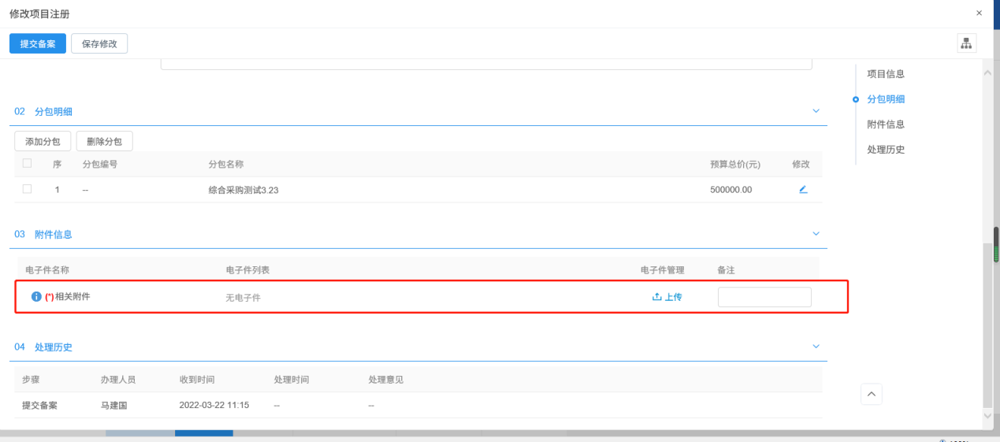 修改项目注册 ×
提交备案 保存修改
项目信息
分包明细
附件信息
处理历史
02 分包明细
添加分包 删除分包
序 分包编号 分包名称 预算总价(元) 修改
1 -- 综合采购测试3.23 500000.00
03 附件信息
电子件名称 电子件列表 电子件管理 备注
(*)相关附件 无电子件 上传
04 处理历史
步骤 办理人员 收到时间 处理时间 处理意见
提交备案 马建国 2022-03-22 11:15 -- --